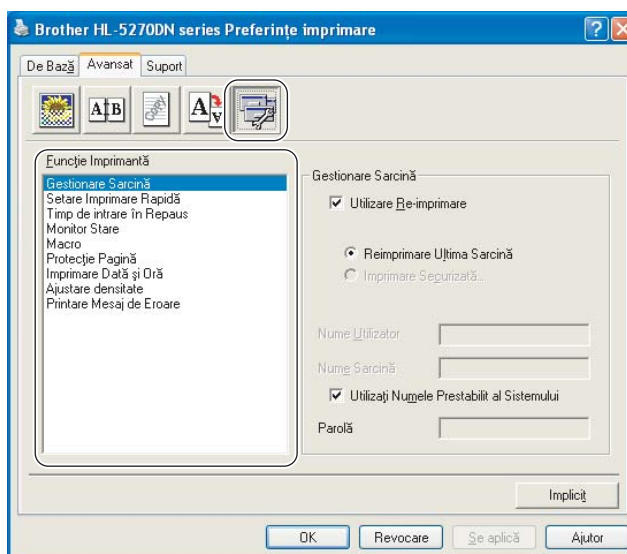 Brother HL-5270DN series Preferințe imprimare
De Bază Avansat Suport
A B
A A
Funcție Imprimantă
Gestionare Sarcină
Setare Imprimare Rapidă
Timp de intrare în Repaus
Monitor Stare
Macro
Protecție Pagină
Imprimare Dată și Oră
Ajustare densitate
Printare Mesaj de Eroare
Gestionare Sarcină
Utilizare Re-imprimare
Reimprimare Ultima Sarcină
Imprimare Securizată...
Nume Utilizator
Nume Sarcină
Utilizați Numele Prestabilit al Sistemului
Parolă
Implicit
OK Revocare Se aplică Ajutor